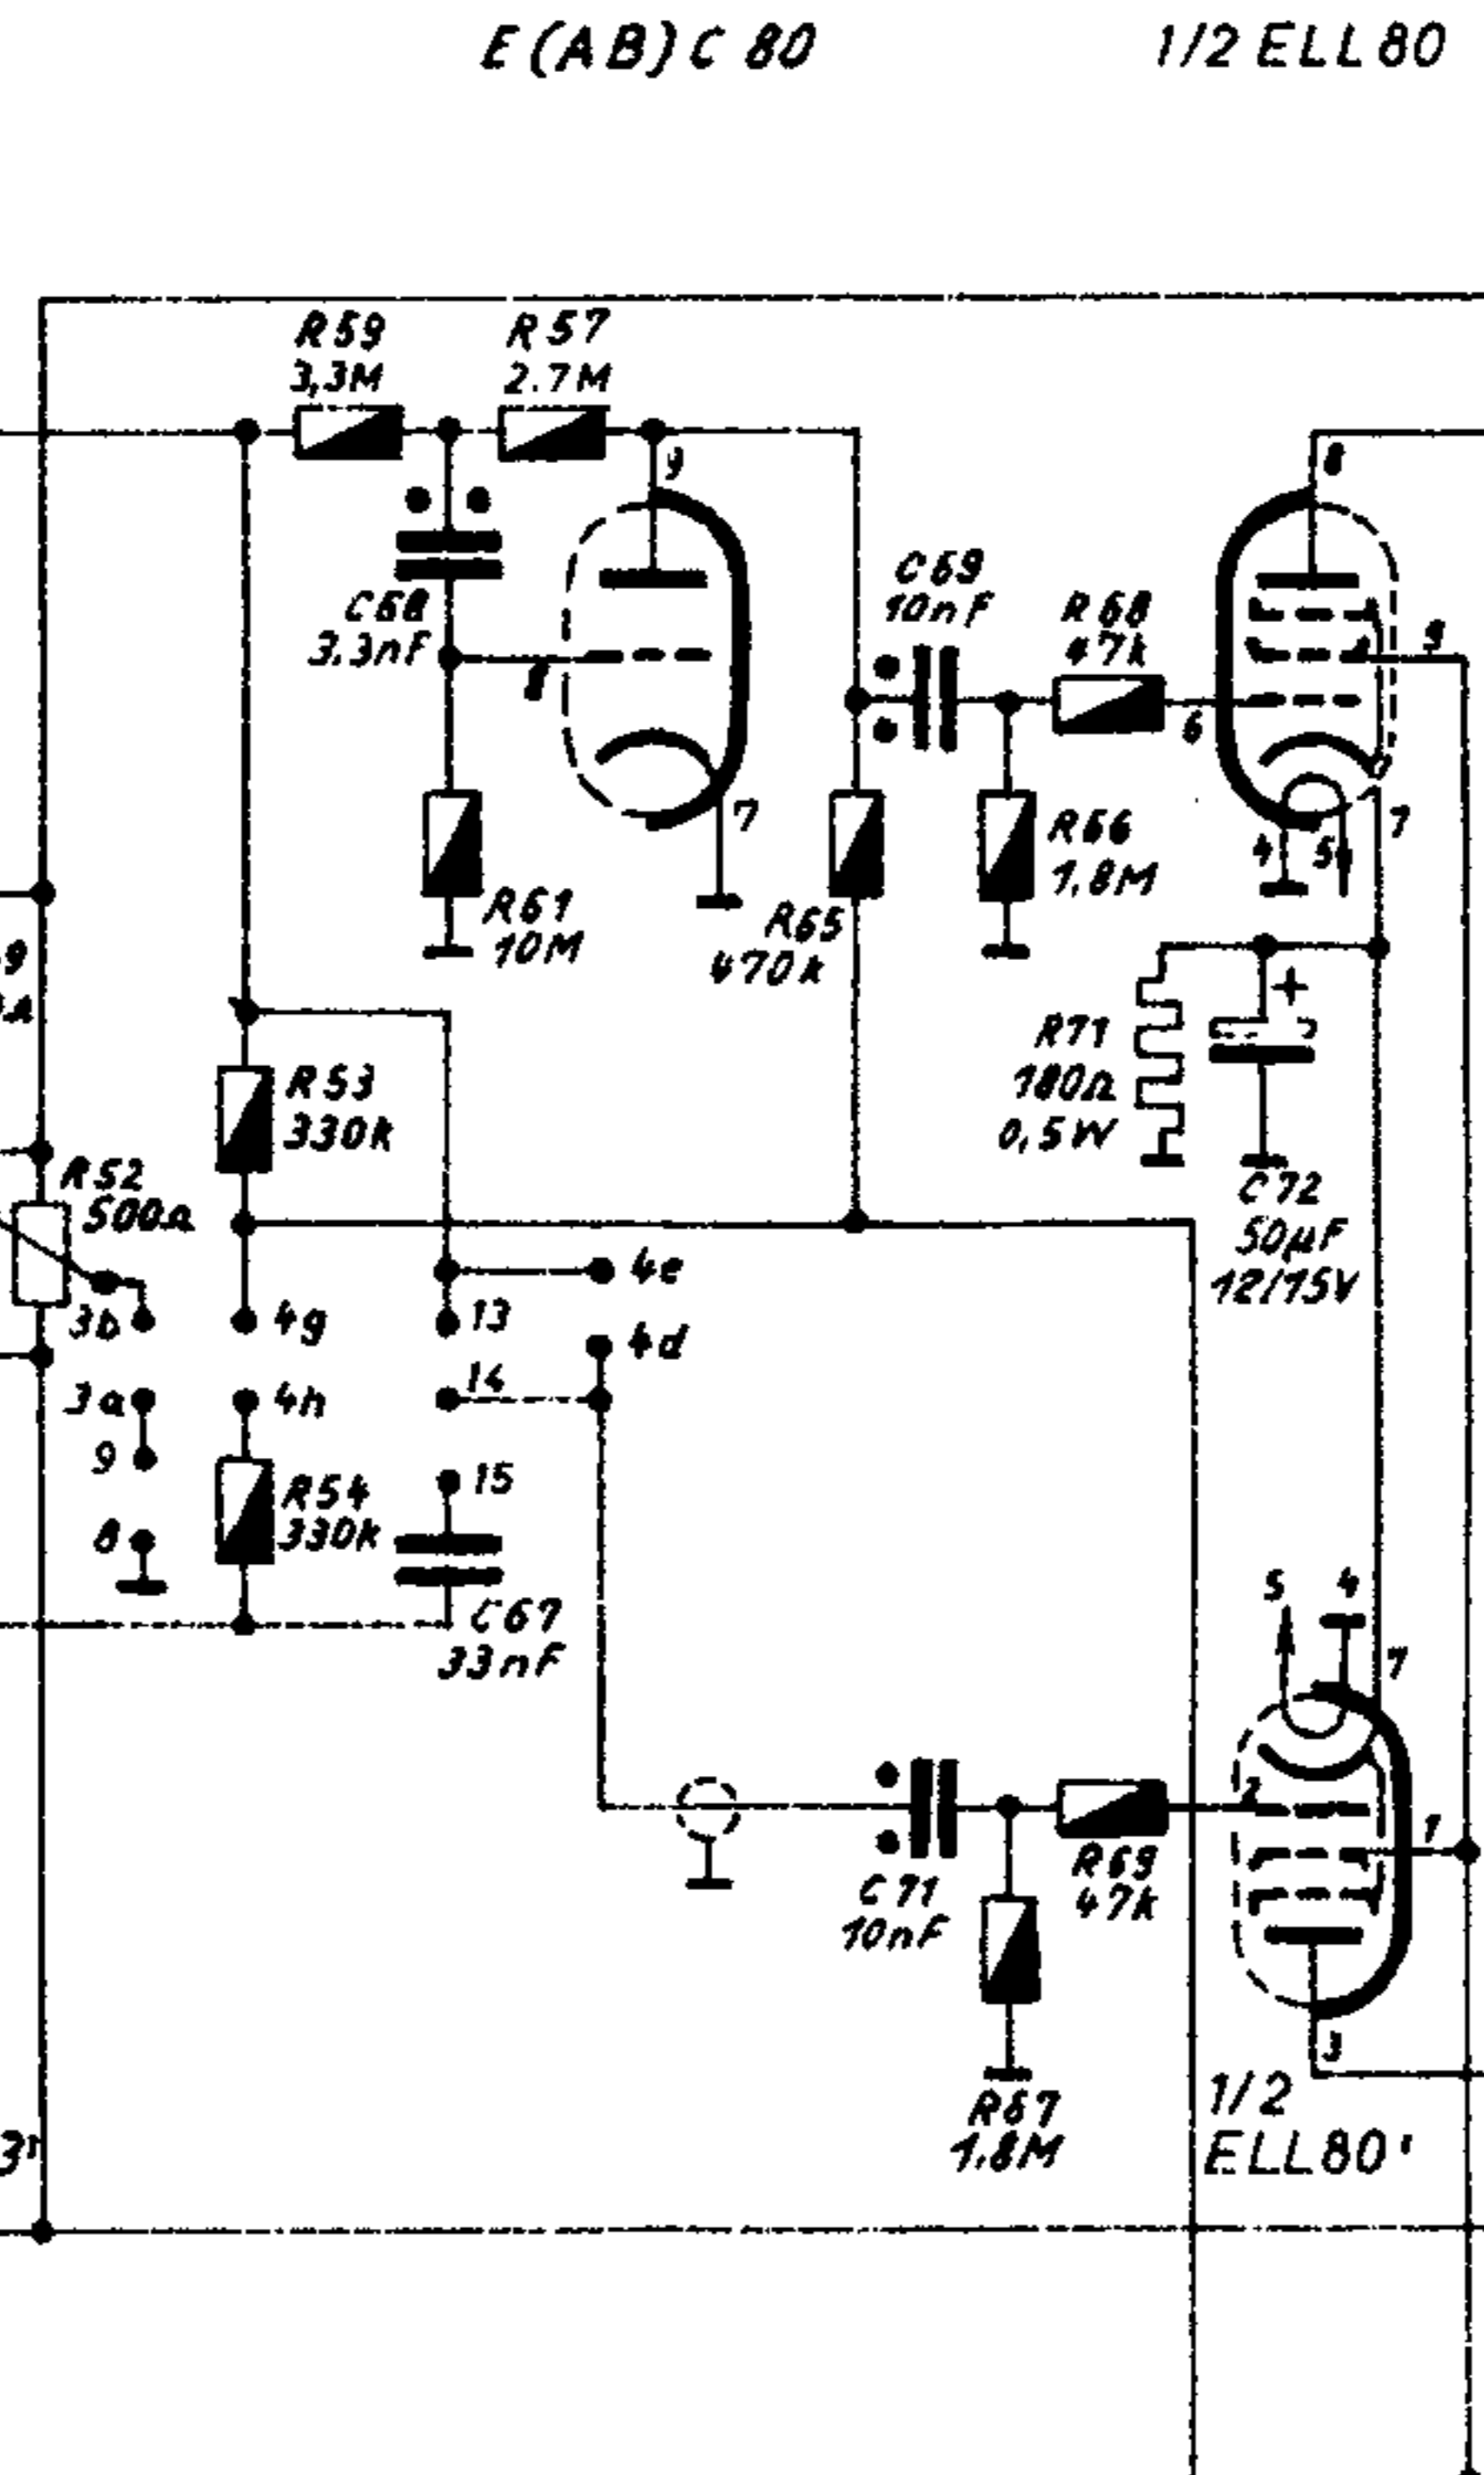 E(AB)C 80
1/2 ELL 80
R59
3,3M
R57
2.7M
9
8
C68
3.3nF
8
C69
10nF
R68
47k
9
6
7
R61
10M
R65
470k
R66
1,8M
4
5
7
9
R71
180Ω
0,5W
+
C72
50µF
12/15V
R53
330k
R52
500Ω
3b
4g
13
4e
4d
3a
4h
14
9
15
8
R54
330k
C67
33nF
5
4
7
2
1
C71
10nF
R69
47k
3
R67
1.8M
1/2
ELL80'